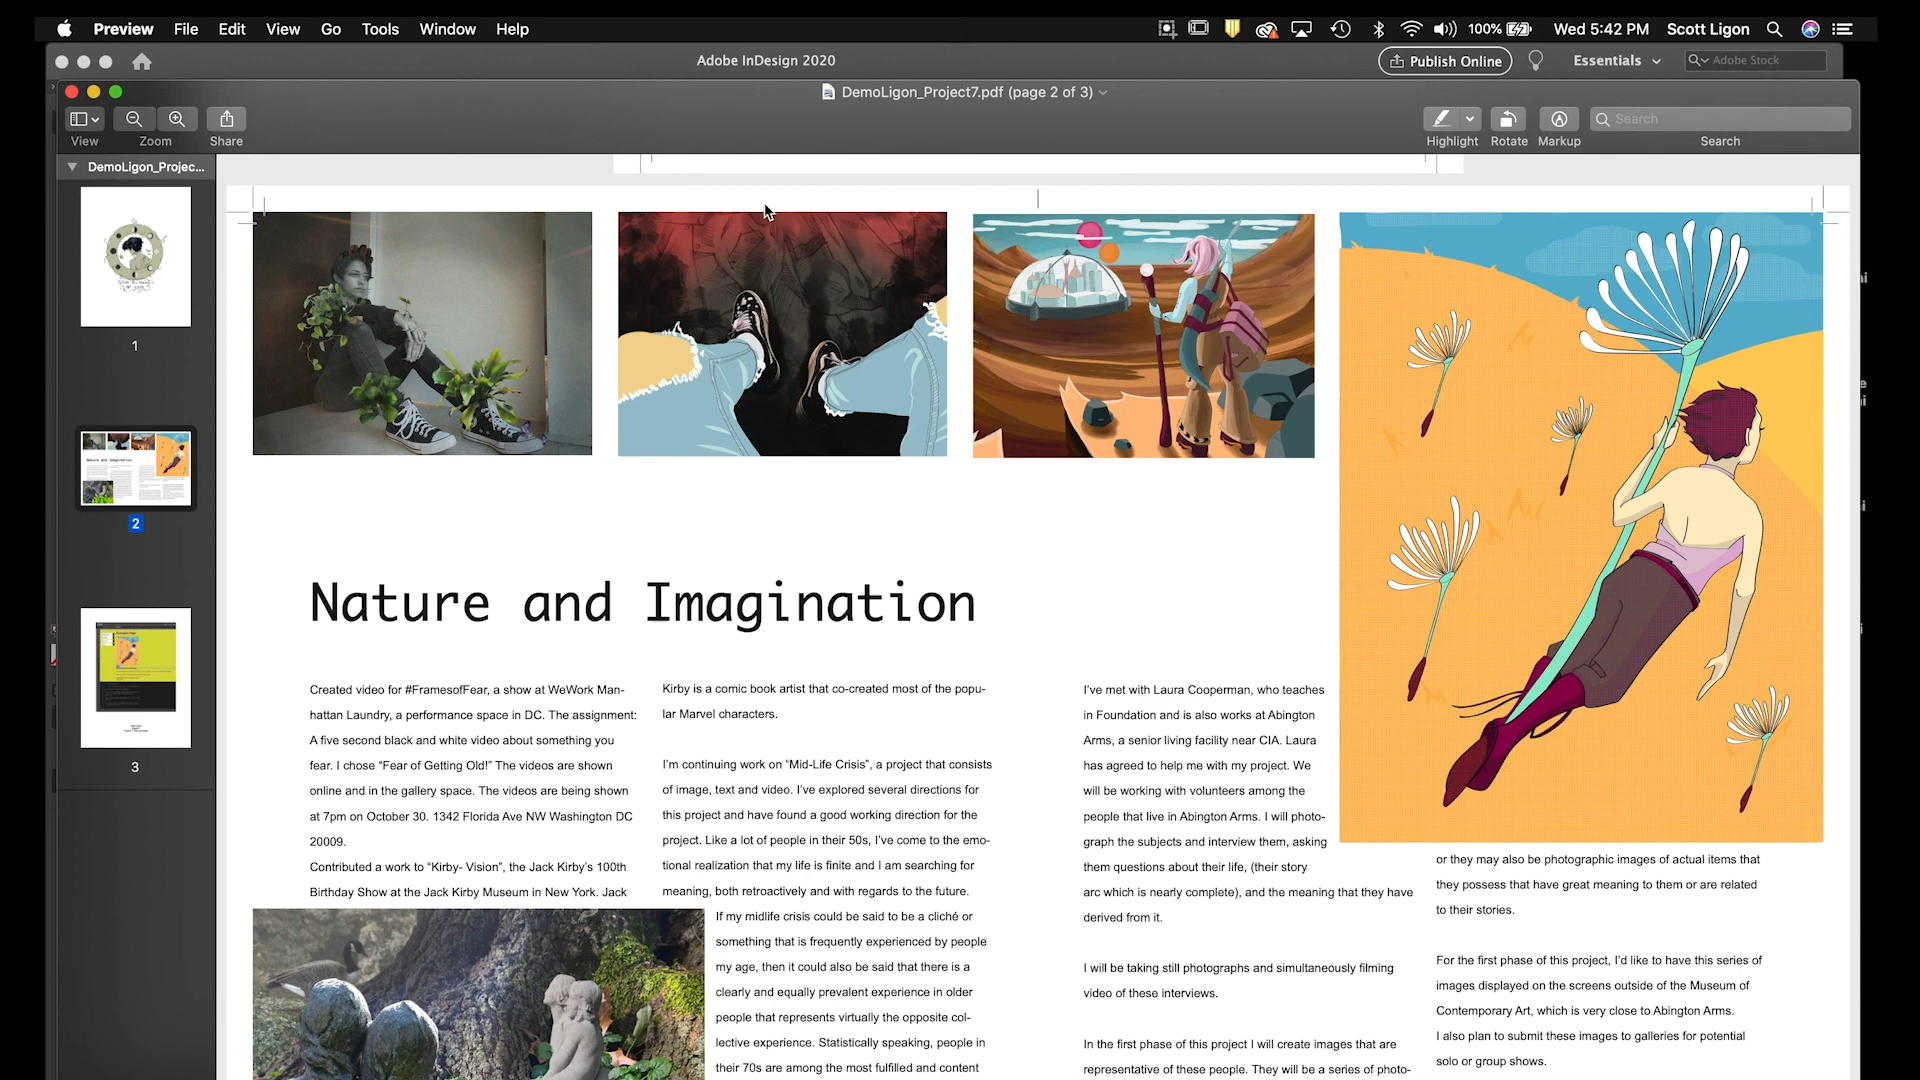 Preview File Edit View Go Tools Window Help
100% Wed 5:42 PM Scott Ligon
Adobe InDesign 2020
Publish Online
Essentials
Adobe Stock
DemoLigon_Project7.pdf (page 2 of 3)
View
Zoom
Share
Highlight
Rotate
Markup
Search
Search
DemoLigon_Projec...
1
2
3
Nature and Imagination
Created video for #FramesofFear, a show at WeWork Man-
hattan Laundry, a performance space in DC. The assignment:
A five second black and white video about something you
fear. I chose “Fear of Getting Old!” The videos are shown
online and in the gallery space. The videos are being shown
at 7pm on October 30. 1342 Florida Ave NW Washington DC
20009.
Contributed a work to “Kirby- Vision”, the Jack Kirby’s 100th
Birthday Show at the Jack Kirby Museum in New York. Jack
Kirby is a comic book artist that co-created most of the popu-
lar Marvel characters.
I’m continuing work on “Mid-Life Crisis”, a project that consists
of image, text and video. I’ve explored several directions for
this project and have found a good working direction for the
project. Like a lot of people in their 50s, I’ve come to the emo-
tional realization that my life is finite and I am searching for
meaning, both retroactively and with regards to the future.
If my midlife crisis could be said to be a cliché or
something that is frequently experienced by people
my age, then it could also be said that there is a
clearly and equally prevalent experience in older
people that represents virtually the opposite col-
lective experience. Statistically speaking, people in
their 70s are among the most fulfilled and content
I’ve met with Laura Cooperman, who teaches
in Foundation and is also works at Abington
Arms, a senior living facility near CIA. Laura
has agreed to help me with my project. We
will be working with volunteers among the
people that live in Abington Arms. I will photo-
graph the subjects and interview them, asking
them questions about their life, (their story
arc which is nearly complete), and the meaning that they have
derived from it.
I will be taking still photographs and simultaneously filming
video of these interviews.
In the first phase of this project I will create images that are
representative of these people. They will be a series of photo-
or they may also be photographic images of actual items that
they possess that have great meaning to them or are related
to their stories.
For the first phase of this project, I’d like to have this series of
images displayed on the screens outside of the Museum of
Contemporary Art, which is very close to Abington Arms.
I also plan to submit these images to galleries for potential
solo or group shows.